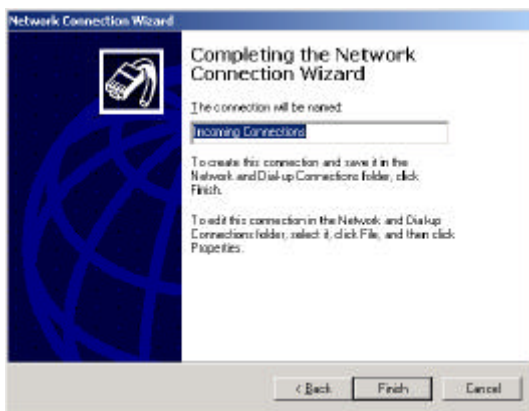 Network Connection Wizard
Completing the Network
Connection Wizard
The connection will be named:
Incoming Connections
To create this connection and save it in the
Network and Dial-up Connections folder, click
Finish.
To edit this connection in the Network and Dial-up
Connections folder, select it, click File, and then click
Properties.
< Back
Finish
Cancel